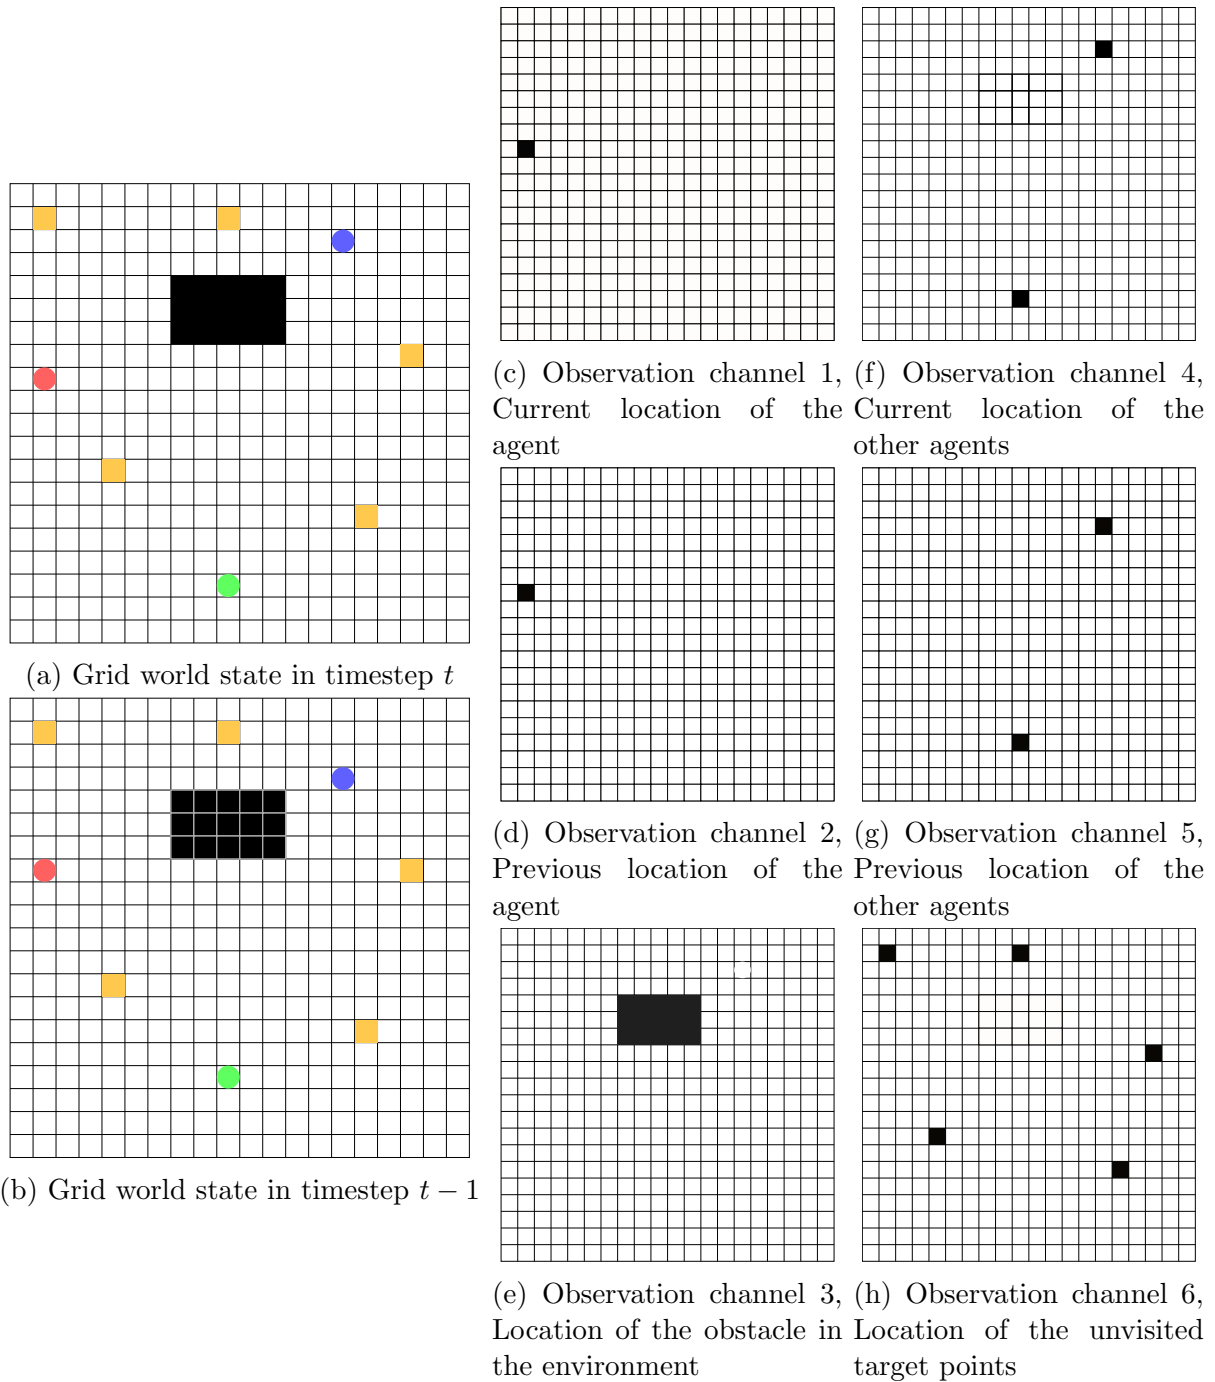 (a) Grid world state in timestep t
(b) Grid world state in timestep t − 1
(c) Observation channel 1,
Current location of the
agent
(d) Observation channel 2,
Previous location of the
agent
(e) Observation channel 3,
Location of the obstacle in
the environment
(f) Observation channel 4,
Current location of the
other agents
(g) Observation channel 5,
Previous location of the
other agents
(h) Observation channel 6,
Location of the unvisited
target points